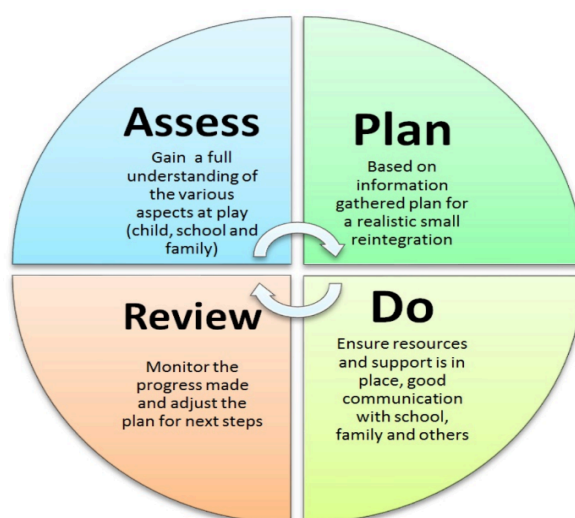 Assess
Gain a full
understanding of
the various
aspects at play
(child, school and
family)
Plan
Based on
information
gathered plan for
a realistic small
reintegration
Review
Monitor the
progress made
and adjust the
plan for next steps
Do
Ensure resources
and support is in
place, good
communication
with school,
family and others